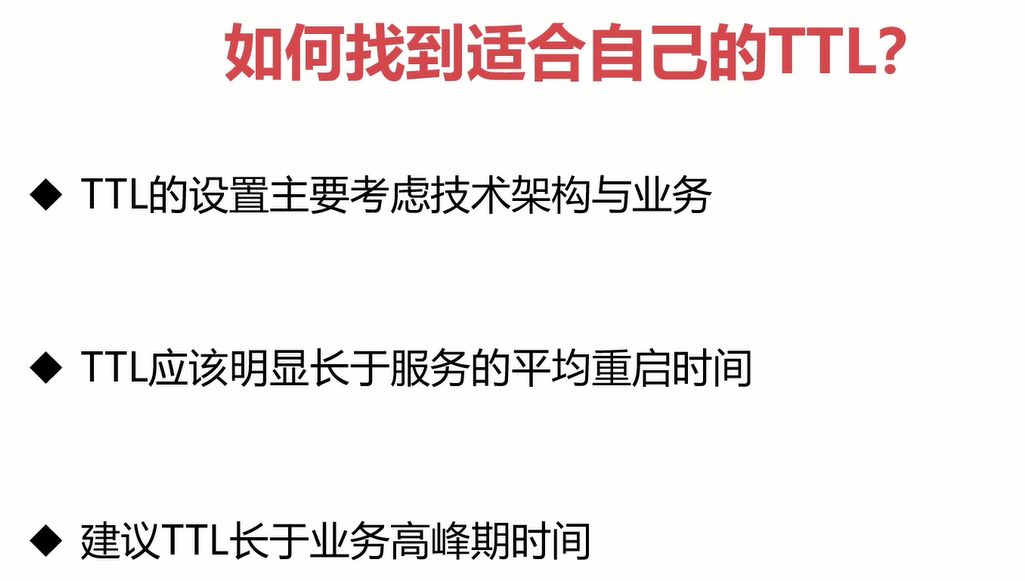 如何找到适合自己的TTL？
◆ TTL的设置主要考虑技术架构与业务
◆ TTL应该明显长于服务的平均重启时间
◆ 建议TTL长于业务高峰期时间